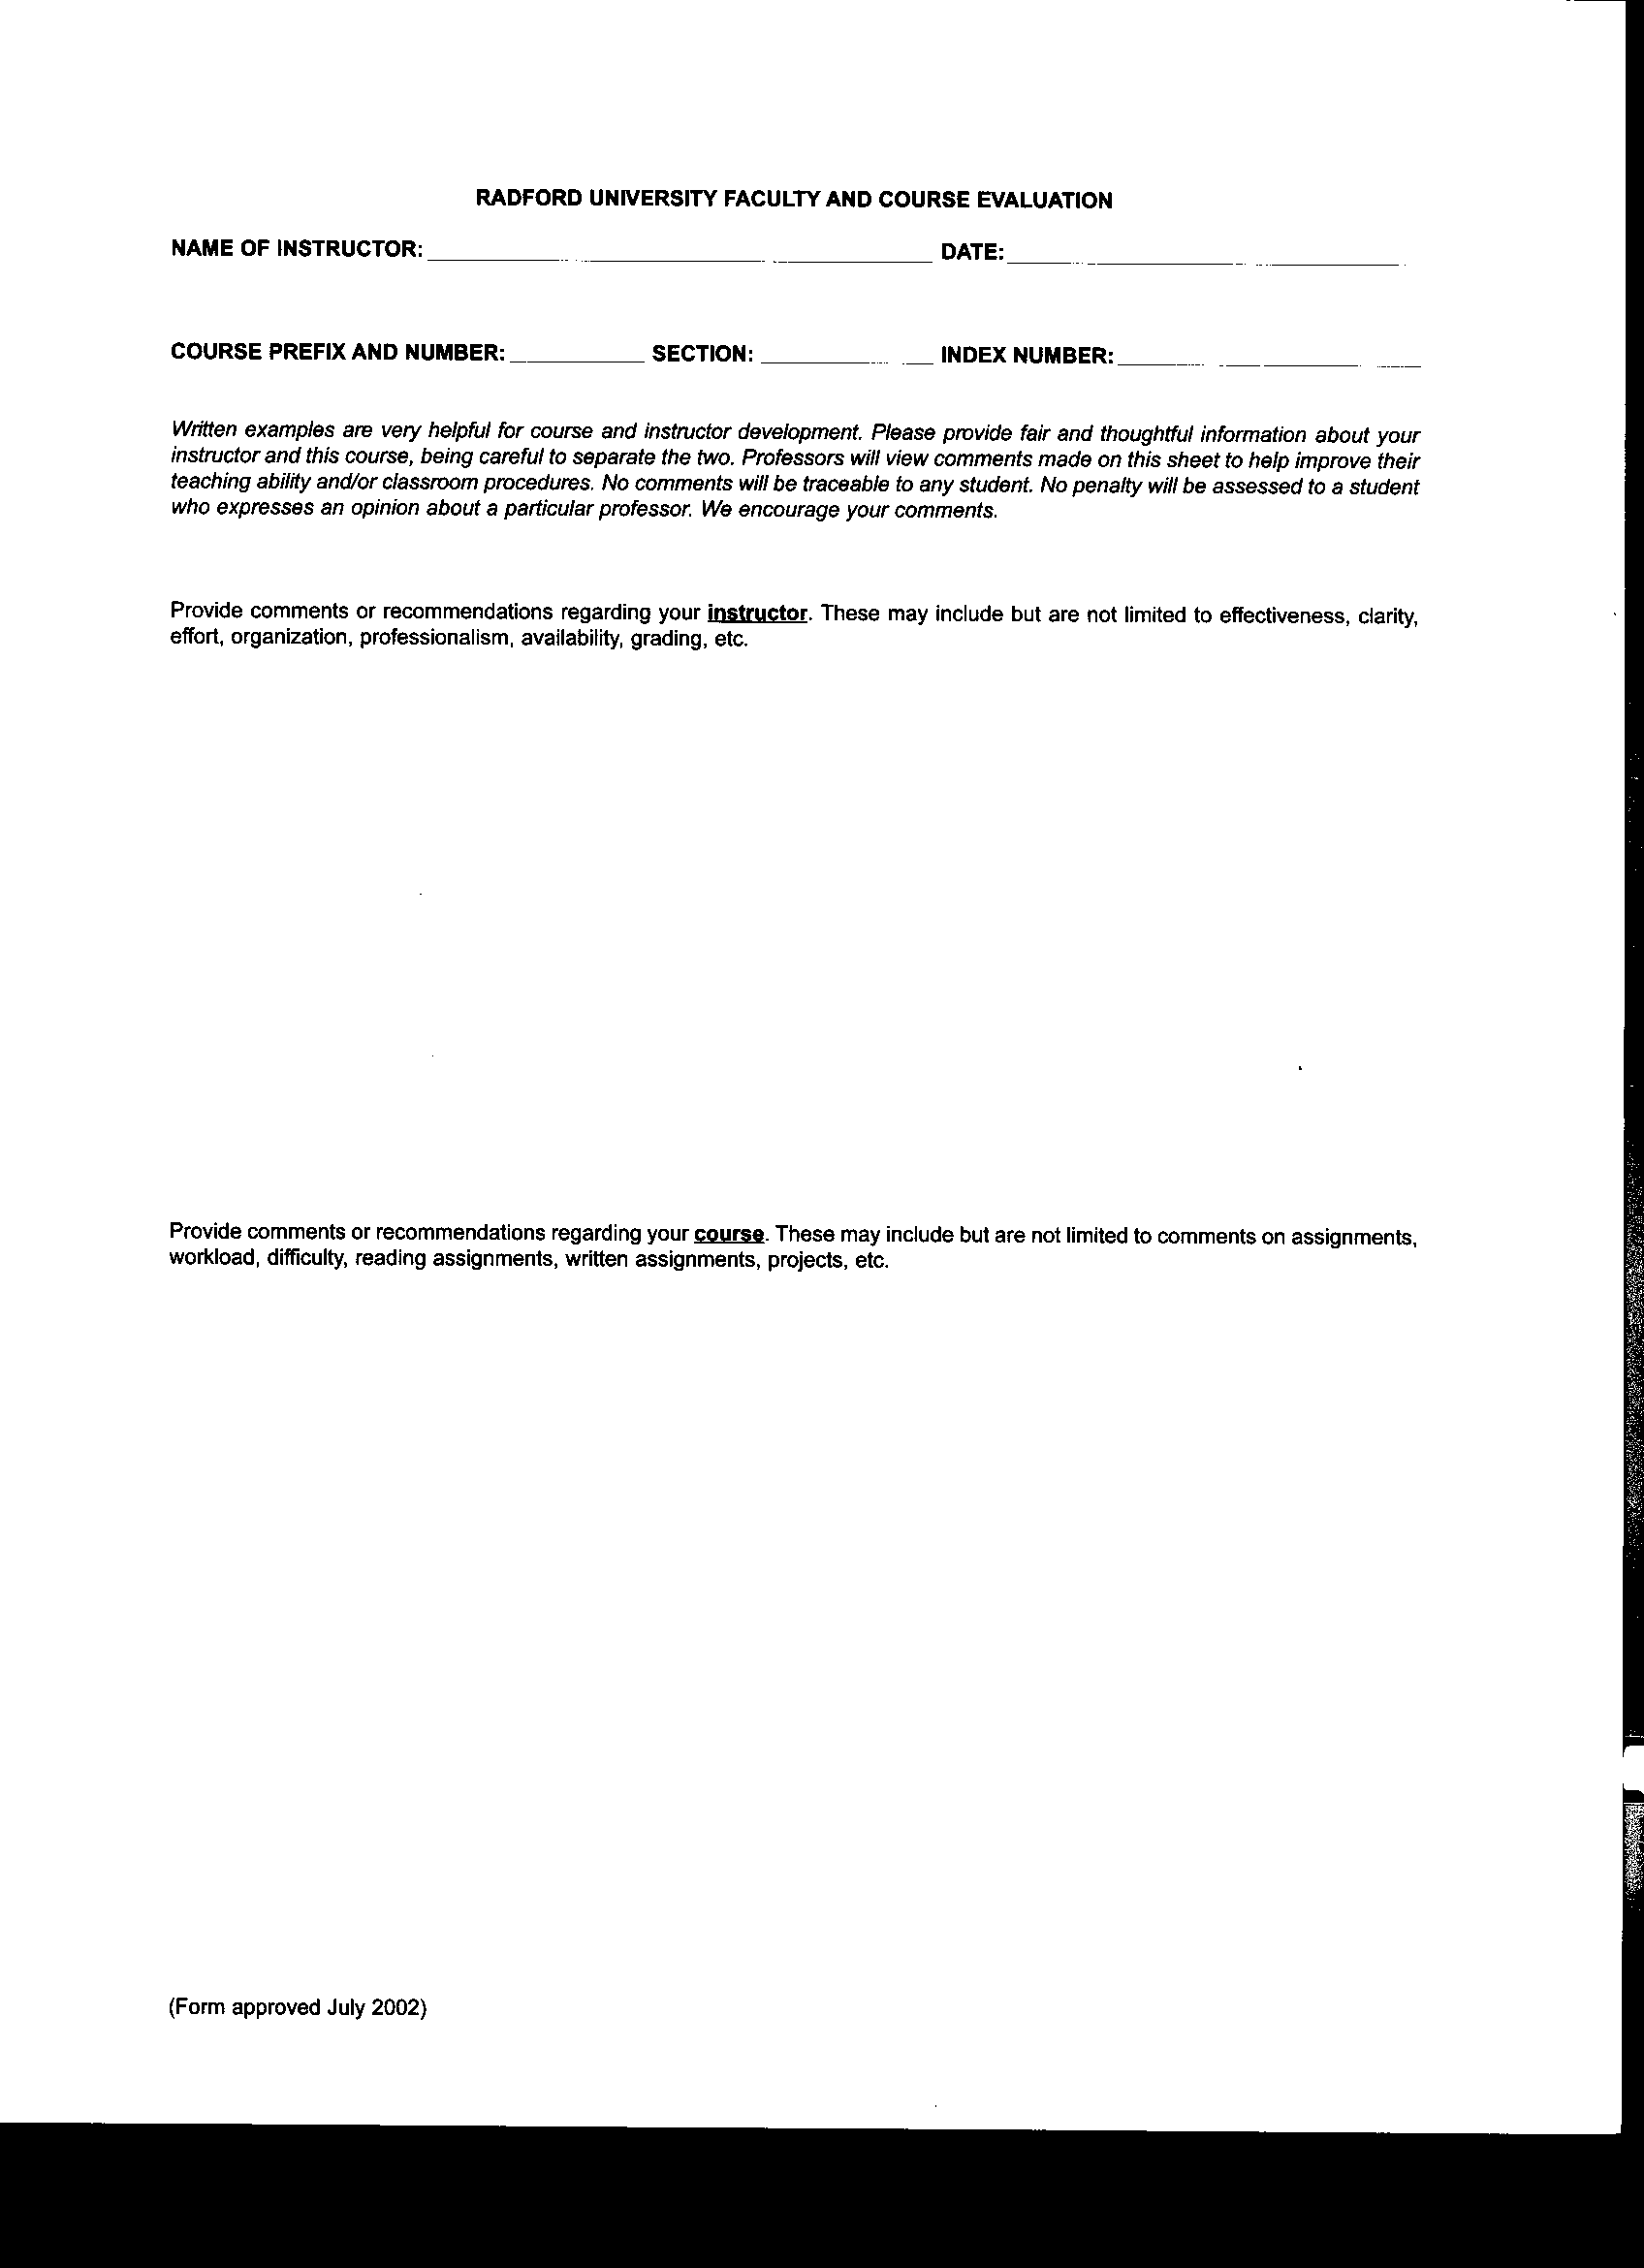 RADFORD UNIVERSITY FACULTY AND COURSE EVALUATION
NAME OF INSTRUCTOR: DATE:
COURSE PREFIX AND NUMBER: SECTION: INDEX NUMBER:
Written examples are very helpful for course and instructor development. Please provide fair and thoughtful information about your
instructor and this course, being careful to separate the two. Professors will view comments made on this sheet to help improve their
teaching ability and/or classroom procedures. No comments will be traceable to any student. No penalty will be assessed to a student
who expresses an opinion about a particular professor. We encourage your comments.
Provide comments or recommendations regarding your instructor. These may include but are not limited to effectiveness, clarity,
effort, organization, professionalism, availability, grading, etc.
Provide comments or recommendations regarding your course. These may include but are not limited to comments on assignments,
workload, difficulty, reading assignments, written assignments, projects, etc.
(Form approved July 2002)